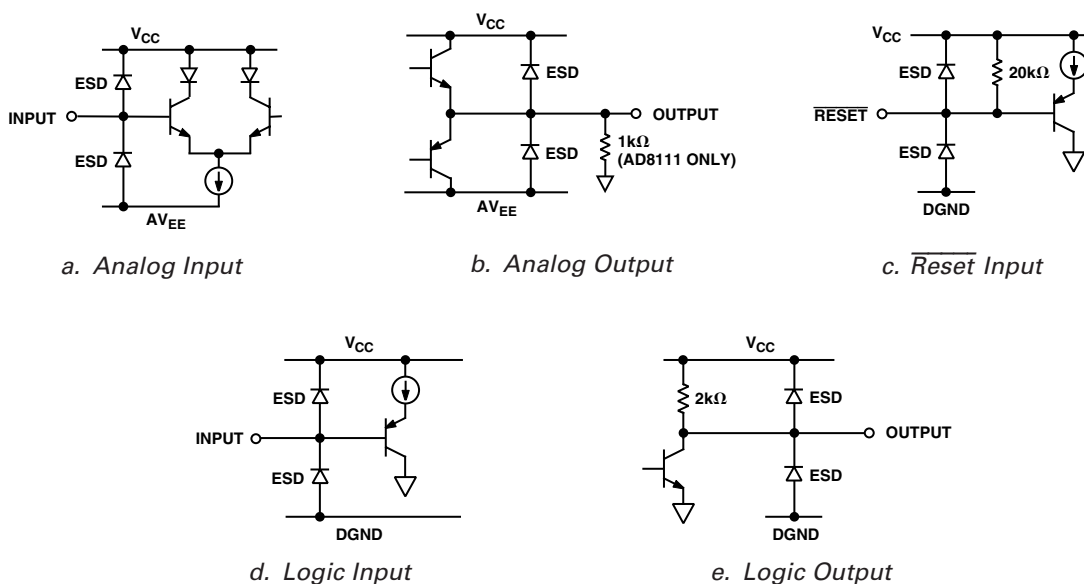 VCC
ESD
INPUT
ESD
AVEE
a. Analog Input
VCC
ESD
OUTPUT
ESD
1kΩ
(AD8111 ONLY)
AVEE
b. Analog Output
VCC
ESD
20kΩ
RESET
ESD
DGND
c. Reset Input
VCC
ESD
INPUT
ESD
DGND
d. Logic Input
VCC
2kΩ
ESD
OUTPUT
ESD
DGND
e. Logic Output